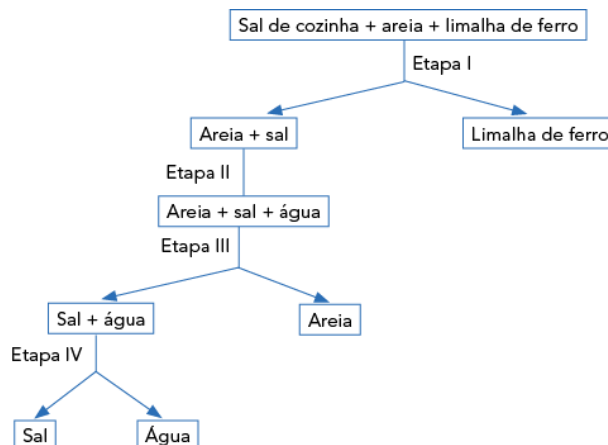 Sal de cozinha + areia + limalha de ferro
Etapa I
Areia + sal
Limalha de ferro
Etapa II
Areia + sal + água
Etapa III
Sal + água
Areia
Etapa IV
Sal
Água